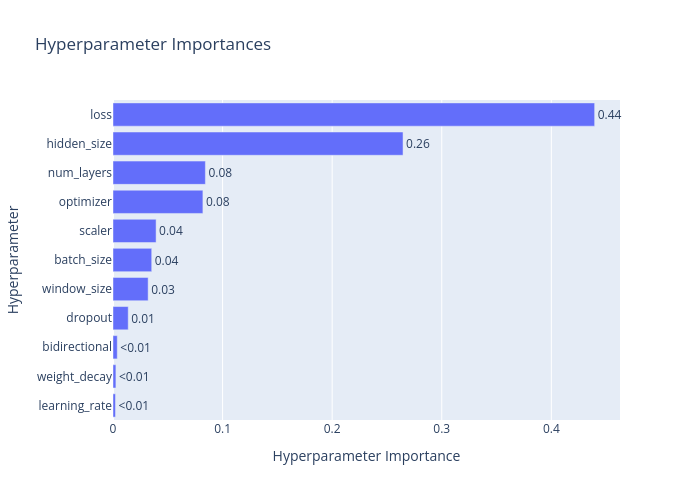 Hyperparameter Importances
Hyperparameter
loss 0.44
hidden_size 0.26
num_layers 0.08
optimizer 0.08
scaler 0.04
batch_size 0.04
window_size 0.03
dropout 0.01
bidirectional <0.01
weight_decay <0.01
learning_rate <0.01
0 0.1 0.2 0.3 0.4
Hyperparameter Importance